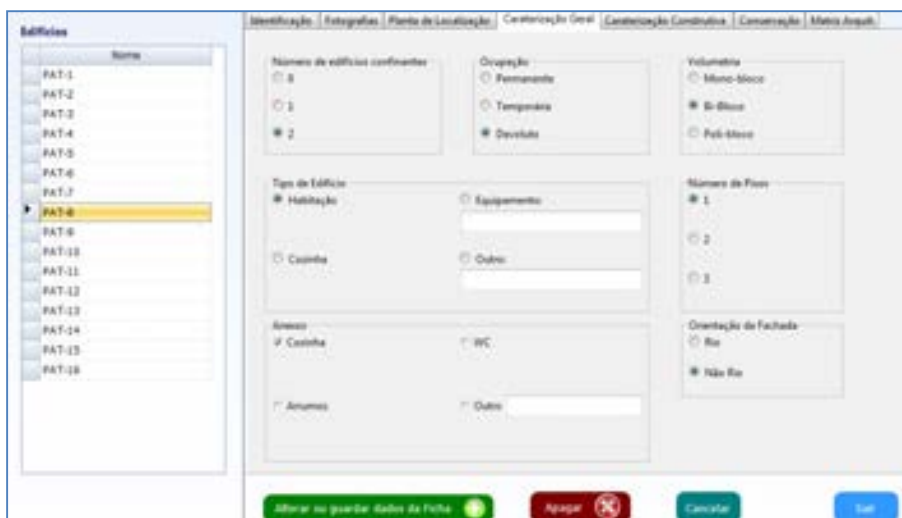 Edifícios
Nome
PAT-1
PAT-2
PAT-3
PAT-4
PAT-5
PAT-6
PAT-7
PAT-8
PAT-9
PAT-10
PAT-11
PAT-12
PAT-13
PAT-14
PAT-15
PAT-16
Identificação Fotografias Planta de Localização Caraterização Geral Caraterização Construtiva Conservação Matriz Arquit.
Número de edifícios confinantes
0
1
2
Ocupação
Permanente
Temporária
Devoluto
Volumetria
Mono-bloco
Bi-Bloco
Poli-bloco
Tipo de Edifício
Habitação
Equipamento:
Cozinha
Outro:
Número de Pisos
1
2
3
Anexos
Cozinha
WC
Arrumos
Outro
Orientação da Fachada
Rio
Não Rio
Alterar ou guardar dados da Ficha
Apagar
Cancelar
Sair